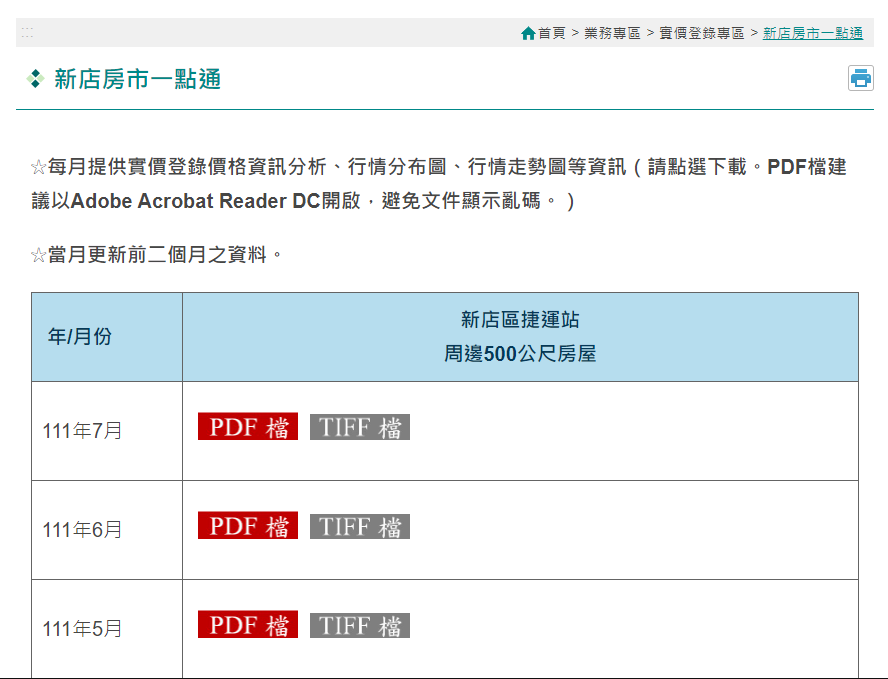 首頁 > 業務專區 > 實價登錄專區 > 新店房市一點通
新店房市一點通
☆每月提供實價登錄價格資訊分析、行情分布圖、行情走勢圖等資訊（請點選下載。PDF檔建
議以Adobe Acrobat Reader DC開啟，避免文件顯示亂碼。）
☆當月更新前二個月之資料。
年/月份
新店區捷運站
周邊500公尺房屋
111年7月 PDF 檔 TIFF 檔
111年6月 PDF 檔 TIFF 檔
111年5月 PDF 檔 TIFF 檔